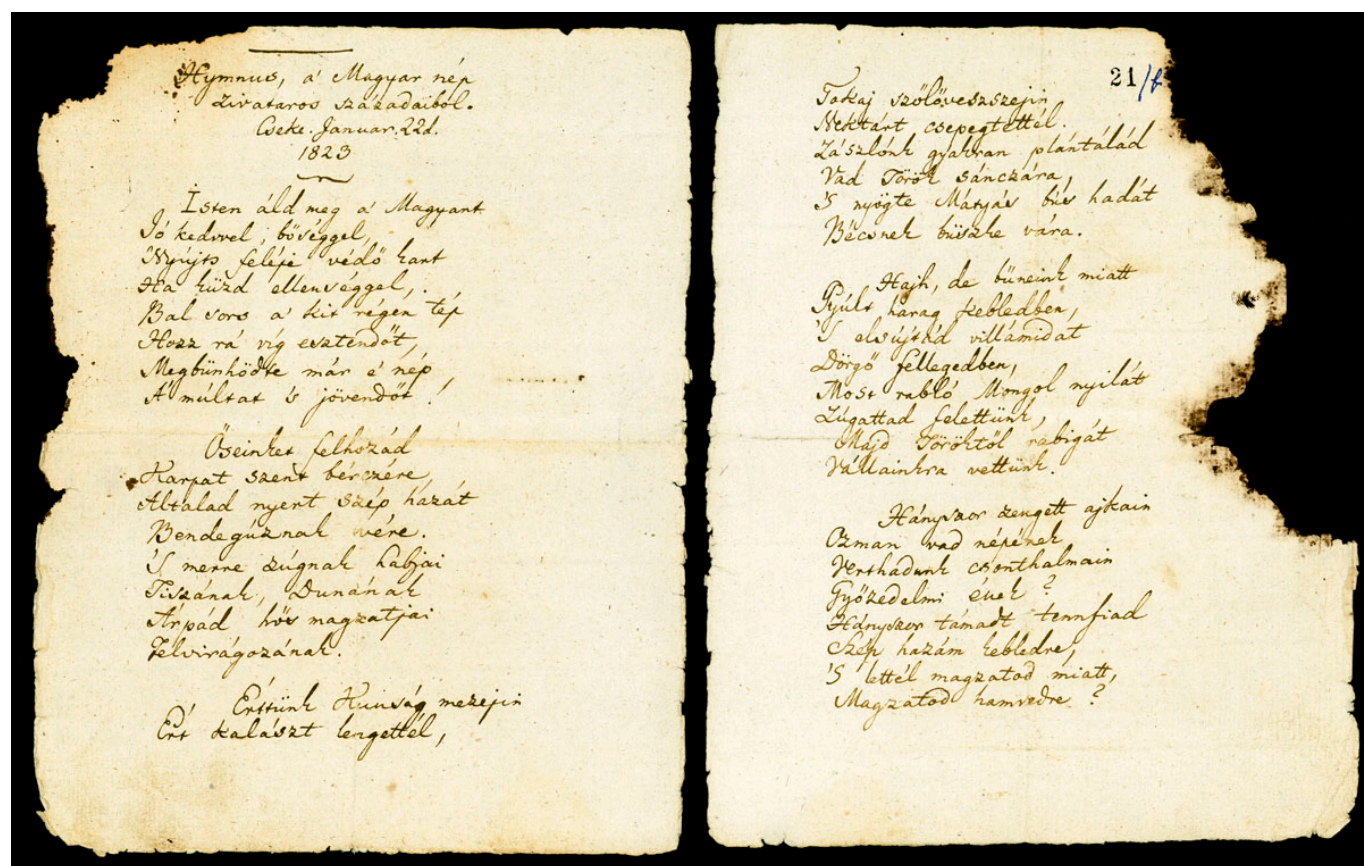 Hymnus, a' Magyar nép
zivataros századaiból.
Cseke. Januar. 22d.
1823
Isten áld meg a' Magyart
Jó kedvvel, bőséggel,
Nyújts feléje védő kart
Ha küzd ellenséggel,
Bal sors a' kit régen tép
Hozz rá víg esztendőt,
Megbünhödte már e' nép
A' múltat 's jövendőt!
Őseinket felhozád
Kárpát szent bérczére
Általad nyert szép hazát
Bendegúznak vére.
'S merre zúgnak habjai
Tiszának, Dunának
Árpád hős magzatjai
Felvirágozának.
Értünk Kunság mezején
Ért kalászt lengettél,
21/b
Tokaj szőlővesszejin
Nektárt csepegtettél.
Zászlónk gyakran plántálád
Vad Török sánczára,
'S nyögte Mátyás bús hadát
Bécsnek büszke vára.
Hajh, de bűneink miatt
Gyúlt harag kebledben,
'S elsújtád villámidat
Dörgő fellegedben,
Most rabló Mongol nyilát
Zúgattad felettünk,
Majd Töröktől rabigát
Vállainkra vettünk.
Hányszor zengett ajkain
Ozman vad népének
Vert hadunk csonthalmain
Győzedelmi ének?
Hányszor támadt tennfiad
Szép hazám kebledre,
'S lettél magzatod miatt,
Magzatod hamvedre?